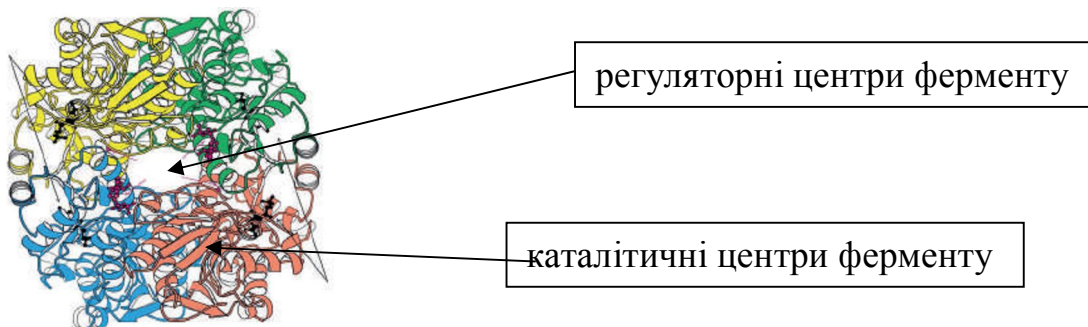 регуляторні центри ферменту
каталітичні центри ферменту